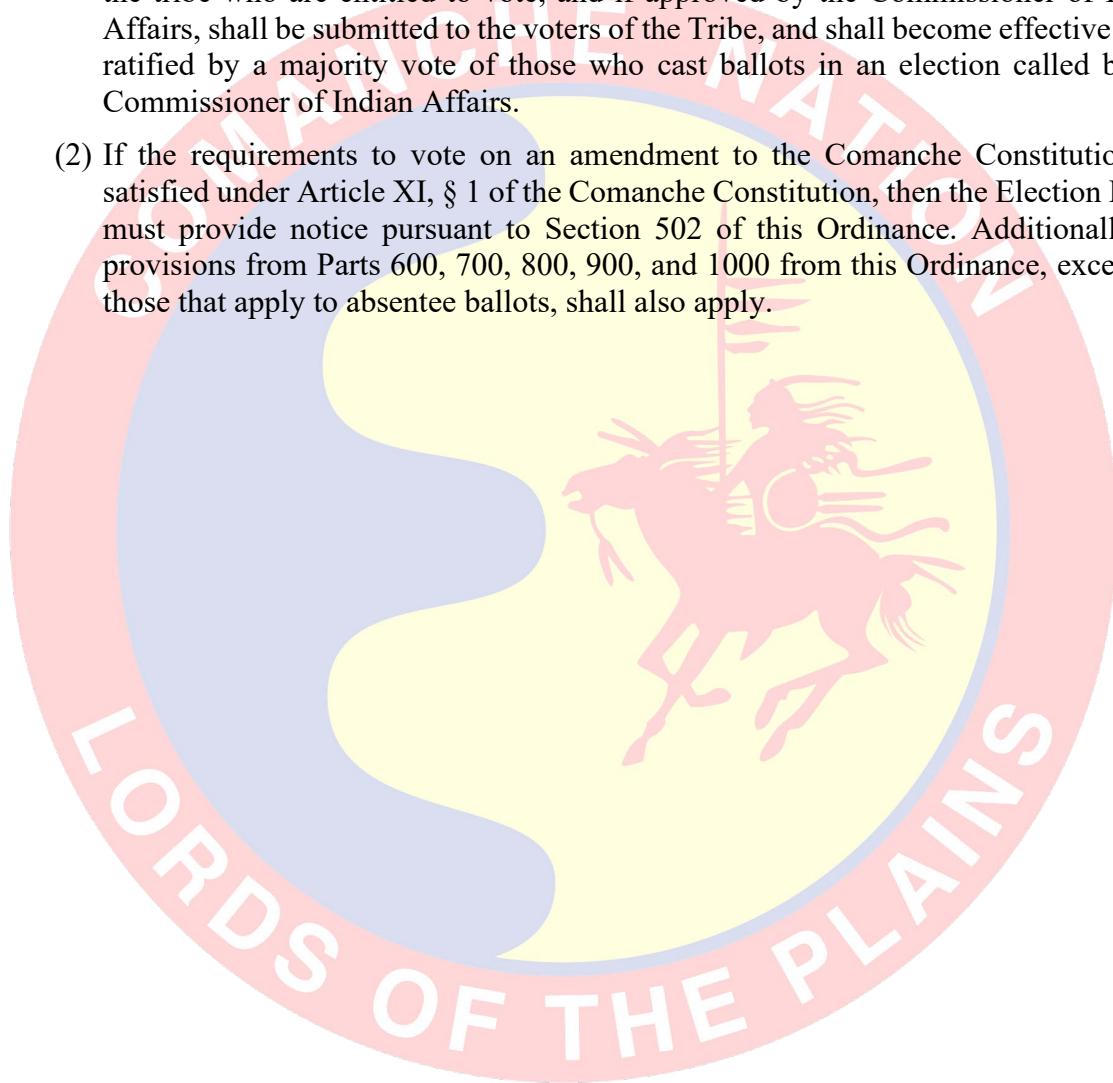 the tribe who are entitled to vote, and if approved by the Commissioner of
Affairs, shall be submitted to the voters of the Tribe, and shall become effective
ratified by a majority vote of those who cast ballots in an election called
Commissioner of Indian Affairs.
(2) If the requirements to vote on an amendment to the Comanche
satisfied under Article XI, § 1 of the Comanche Constitution, then the Election
must provide notice pursuant to Section 502 of this Ordinance.
provisions from Parts 600, 700, 800, 900, and 1000 from this Ordinance,
those that apply to absentee ballots, shall also apply.
COMANCHE NATION
LORDS OF THE PLAINS